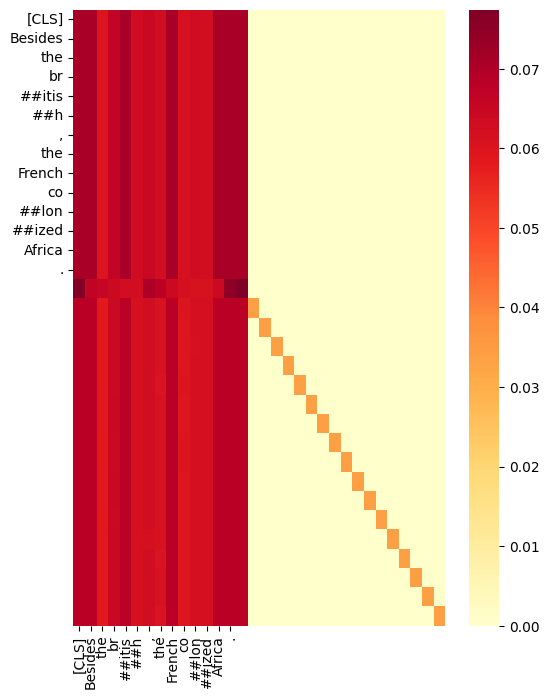 [CLS]
Besides
the
br
##itis
##h
,
the
French
co
##lon
##ized
Africa
.
0.07
0.06
0.05
0.04
0.03
0.02
0.01
0.00
[CLS]
Besides
the
br
##itis
##h
,
the
French
co
##lon
##ized
Africa
.